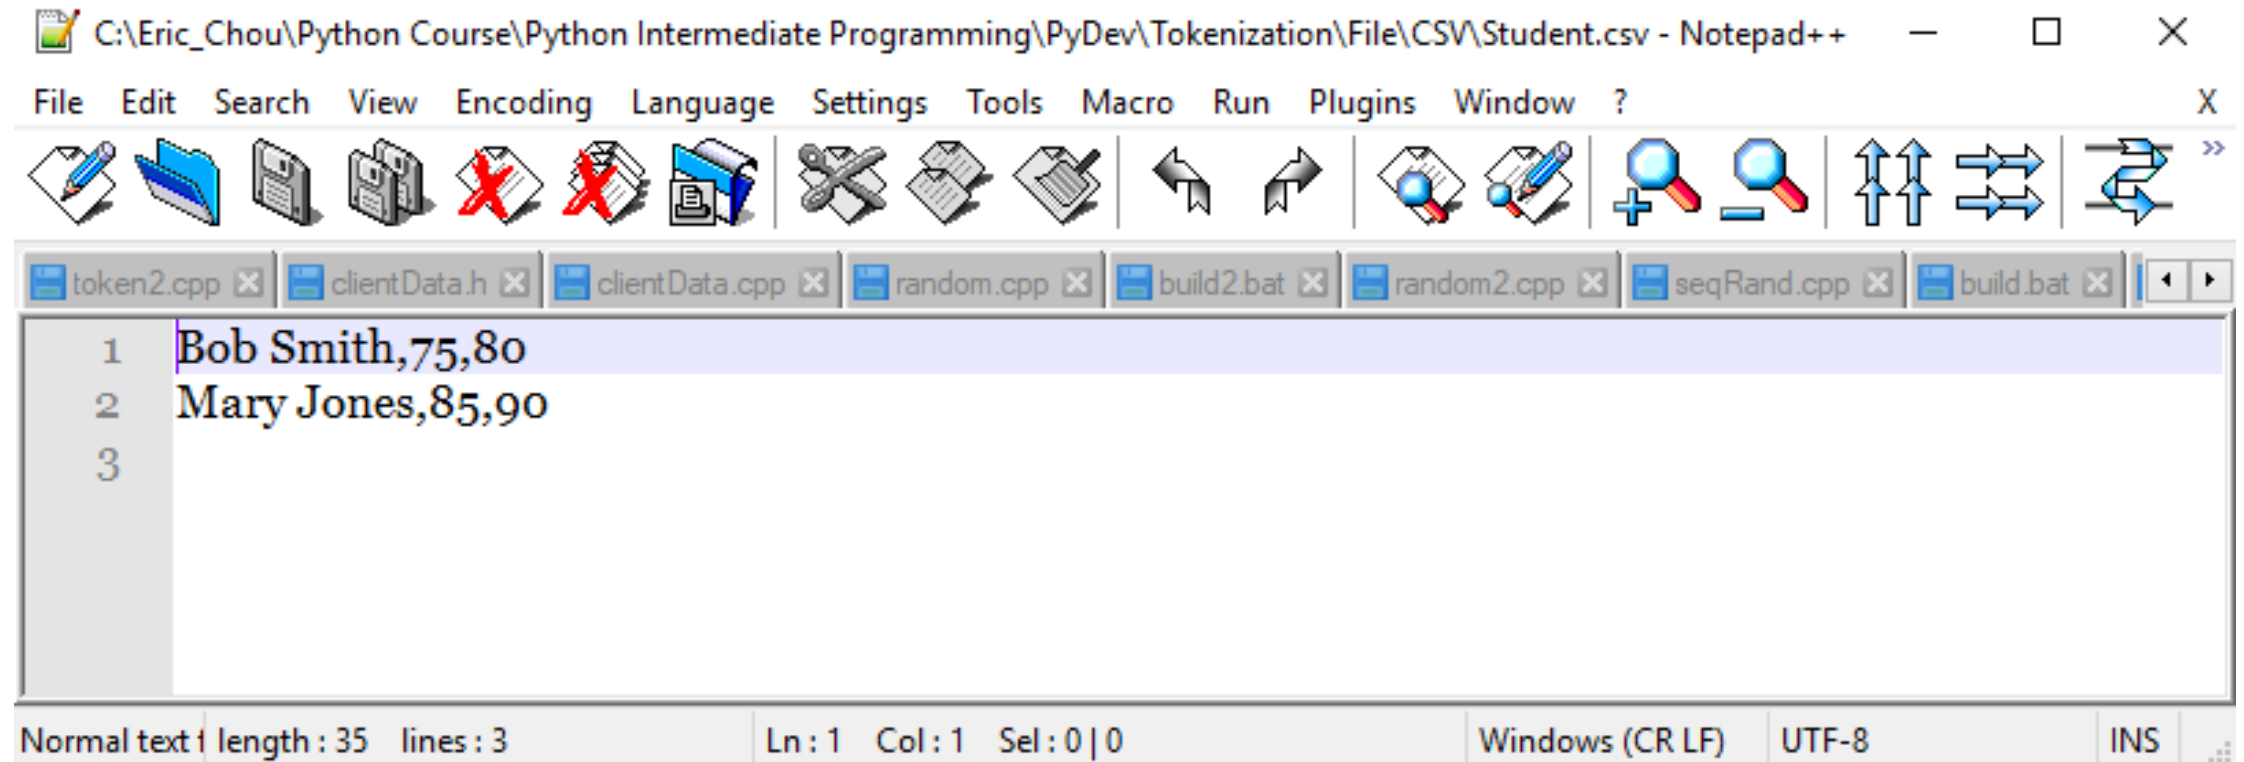 C:\Eric_Chou\Python Course\Python Intermediate Programming\PyDev\Tokenization\File\CSV\Student.csv - Notepad++
File Edit Search View Encoding Language Settings Tools Macro Run Plugins Window ? X
token2.cpp clientData.h clientData.cpp random.cpp build2.bat random2.cpp seqRand.cpp build.bat
1 Bob Smith,75,80
2 Mary Jones,85,90
3
Normal text length : 35 lines : 3 Ln : 1 Col : 1 Sel : 0 | 0 Windows (CR LF) UTF-8 INS